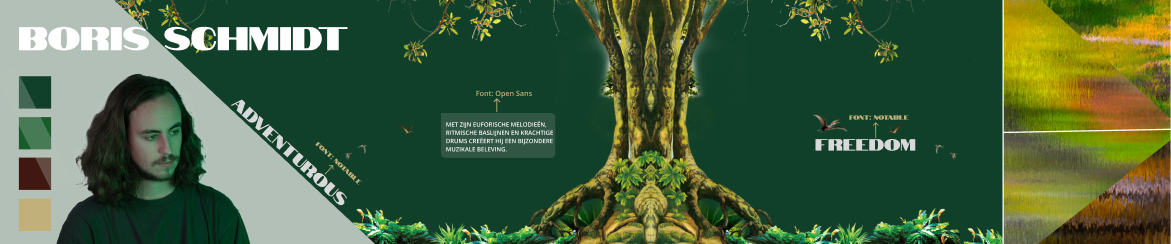 BORIS SCHMIDT
ADVENTUROUS
FONT: NOTABLE
Font: Open Sans
MET ZIJN EUFORISCHE MELODIEËN,
RITMISCHE BASLIJNEN EN KRACHTIGE
DRUMS CREËERT HIJ EEN BIJZONDERE
MUZIKALE BELEVING.
FONT: NOTABLE
FREEDOM